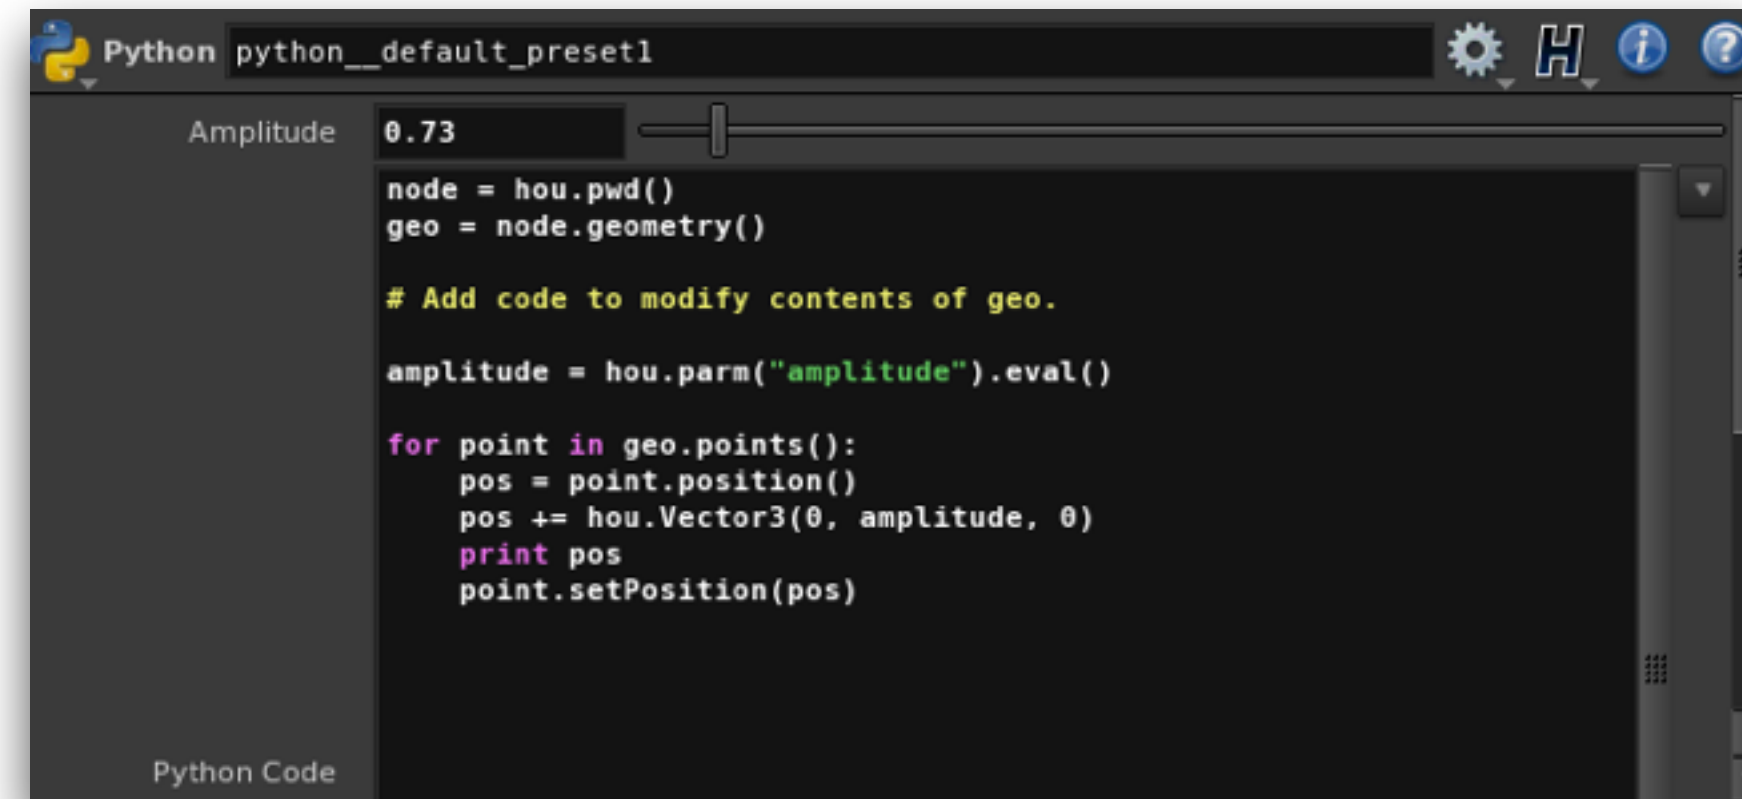 Python python__default_preset1
Amplitude 0.73
node = hou.pwd()
geo = node.geometry()
# Add code to modify contents of geo.
amplitude = hou.parm("amplitude").eval()
for point in geo.points():
    pos = point.position()
    pos += hou.Vector3(0, amplitude, 0)
    print pos
    point.setPosition(pos)
Python Code